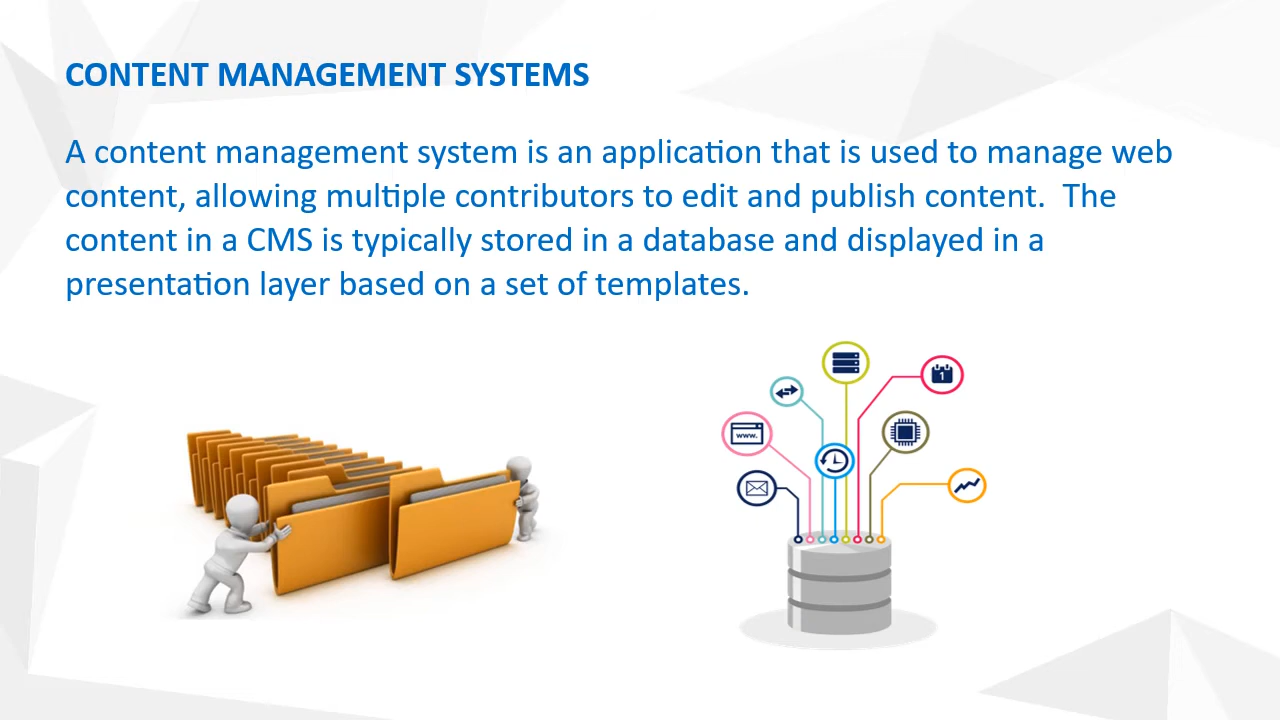 CONTENT MANAGEMENT SYSTEMS
A content management system is an application that is used to manage web
content, allowing multiple contributors to edit and publish content.  The
content in a CMS is typically stored in a database and displayed in a
presentation layer based on a set of templates.
1
www.